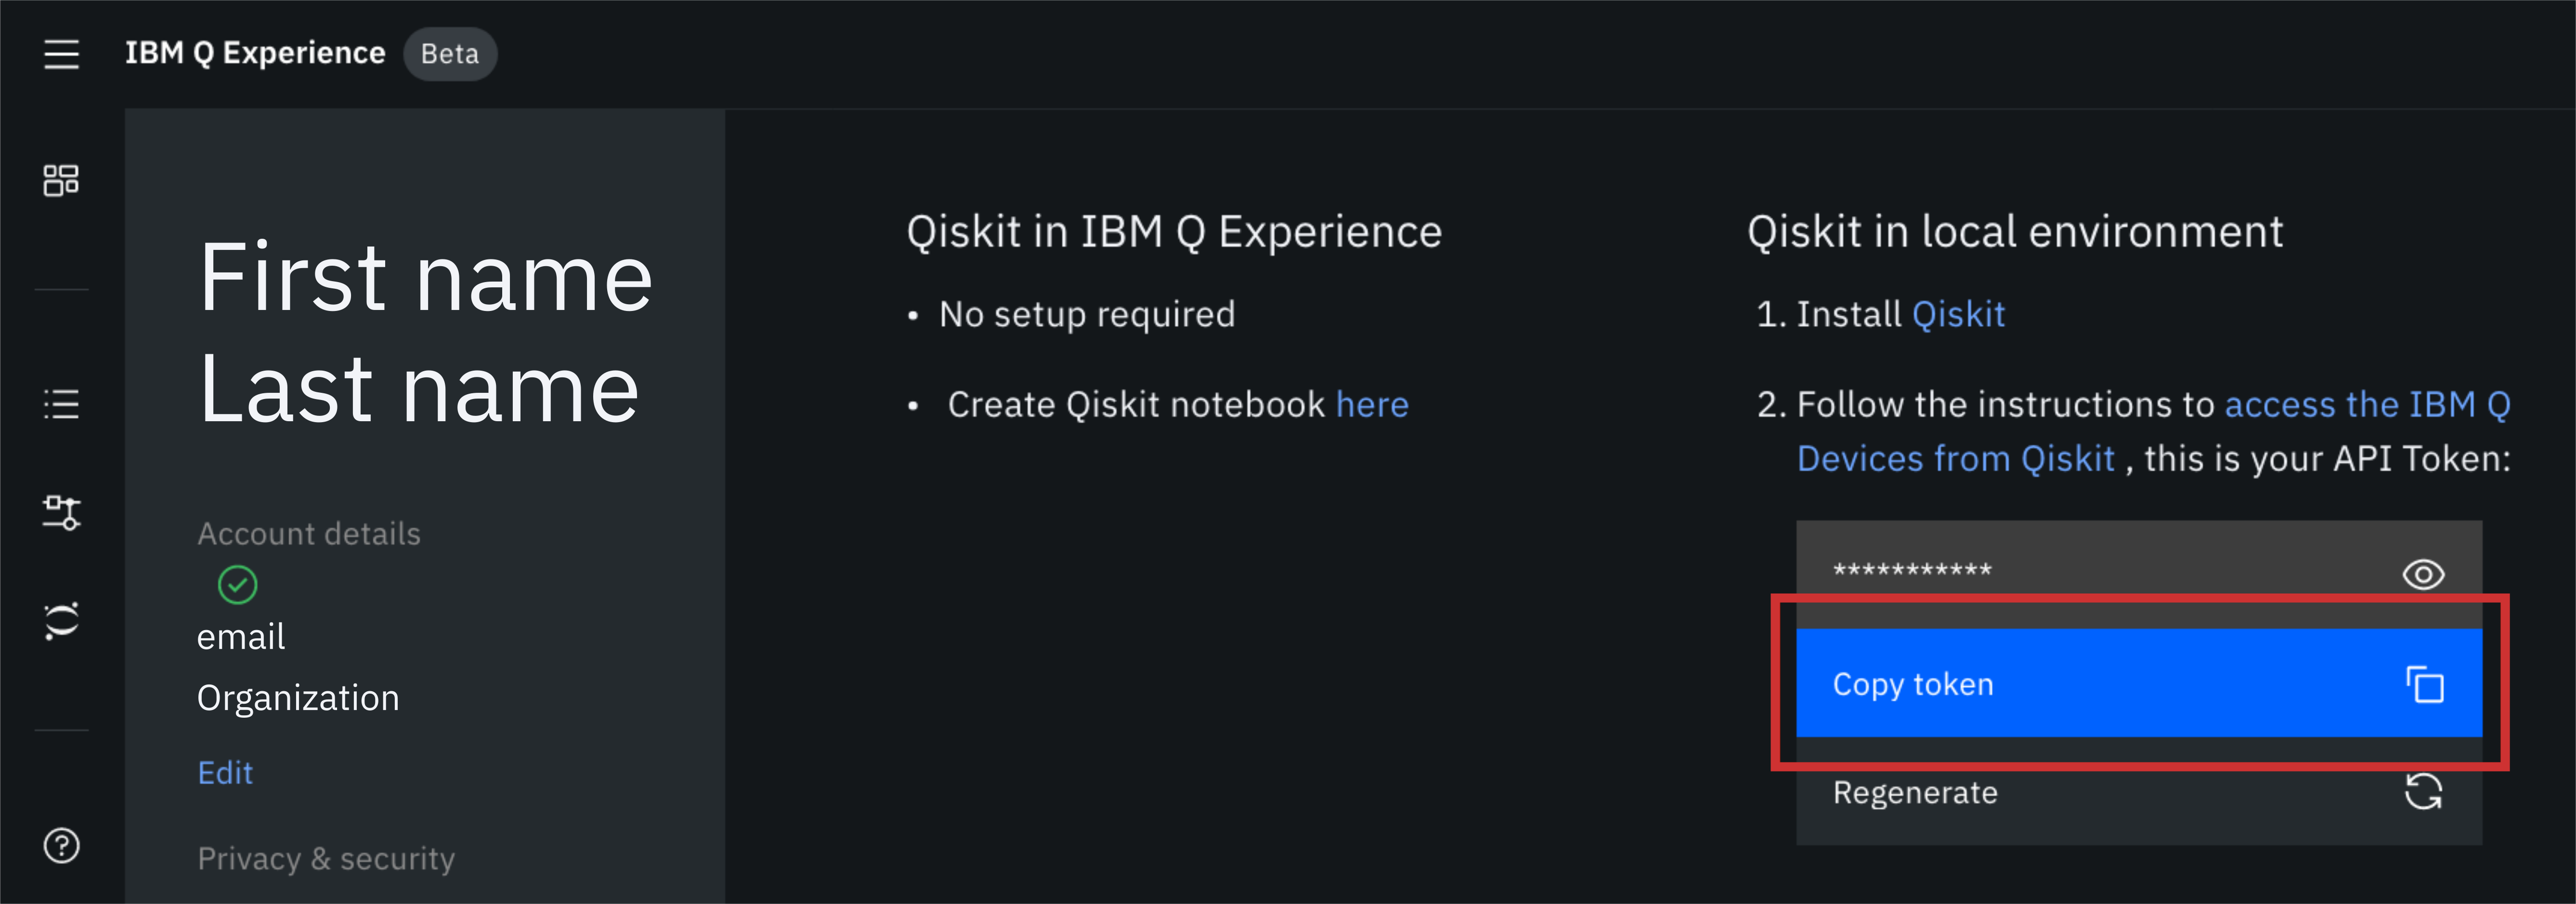 IBM Q Experience Beta
First name
Last name
Account details
email
Organization
Edit
Privacy & security
Qiskit in IBM Q Experience
• No setup required
• Create Qiskit notebook here
Qiskit in local environment
1. Install Qiskit
2. Follow the instructions to access the IBM Q
Devices from Qiskit , this is your API Token:
***********
Copy token
Regenerate